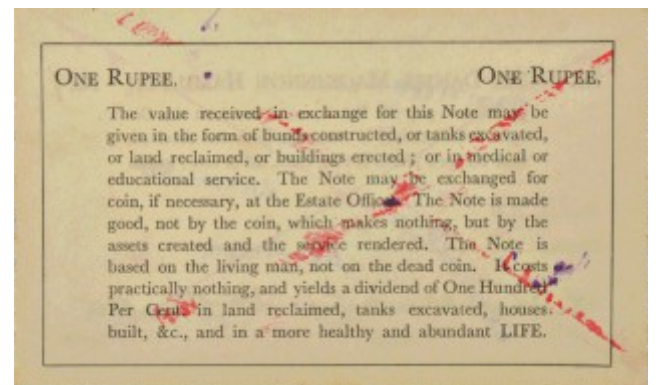 ONE RUPEE. ONE RUPEE.
The value received in exchange for this Note may be
given in the form of bunds constructed, or tanks excavated,
or land reclaimed, or buildings erected ; or in medical or
educational service. The Note may be exchanged for
coin, if necessary, at the Estate Office. The Note is made
good, not by the coin, which makes nothing, but by the
assets created and the service rendered. The Note is
based on the living man, not on the dead coin. It costs
practically nothing, and yields a dividend of One Hundred
Per Cent. in land reclaimed, tanks excavated, houses
built, &c., and in a more healthy and abundant LIFE.